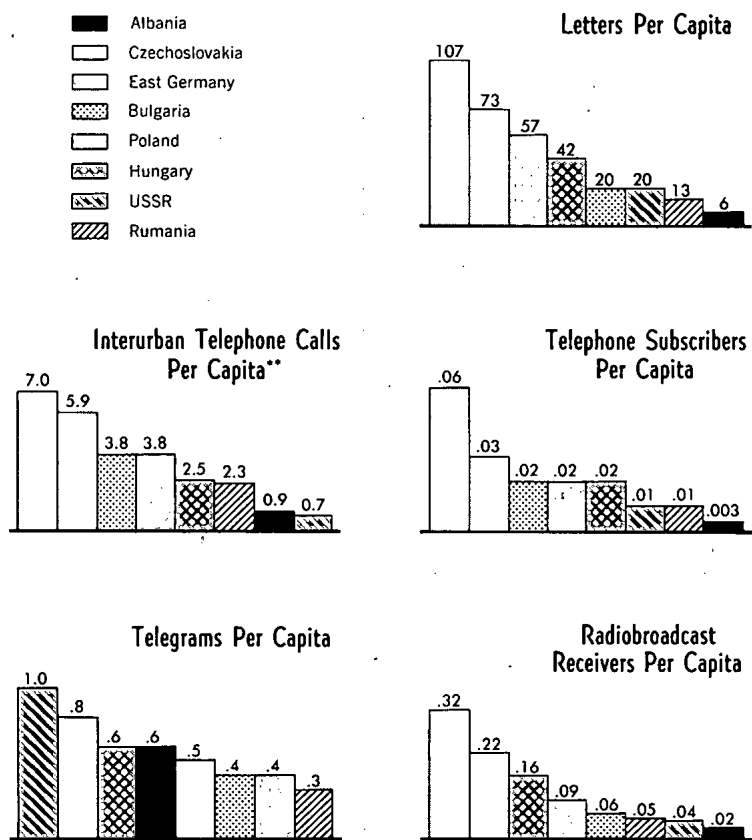 Albania
Czechoslovakia
East Germany
Bulgaria
Poland
Hungary
USSR
Rumania
Letters Per Capita
107
73
57
42
20
20
13
6
Interurban Telephone Calls
Per Capita**
7.0
5.9
3.8
3.8
2.5
2.3
0.9
0.7
Telephone Subscribers
Per Capita
.06
.03
.02
.02
.02
.01
.01
.003
Telegrams Per Capita
1.0
.8
.6
.6
.5
.4
.4
.3
Radiobroadcast
Receivers Per Capita
.32
.22
.16
.09
.06
.05
.04
.02